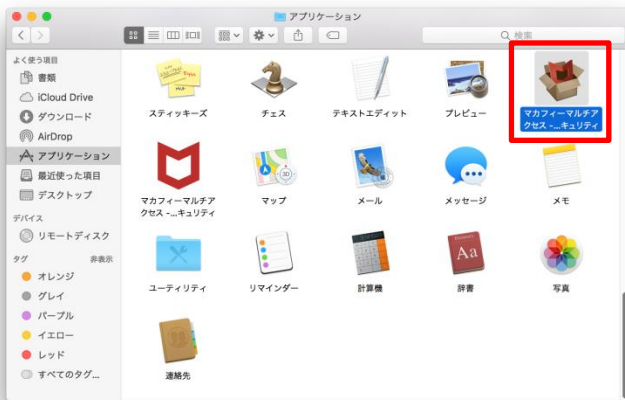 アプリケーション
検索
よく使う項目
書類
iCloud Drive
ダウンロード
AirDrop
アプリケーション
最近使った項目
デスクトップ
デバイス
リモートディスク
タグ
非表示
オレンジ
グレイ
パープル
イエロー
レッド
すべてのタグ...
スティッキーズ
チェス
テキストエディット
プレビュー
マカフィーマルチア
クセス -...キュリティ
マカフィーマルチア
クセス -...キュリティ
マップ
メール
メッセージ
メモ
ユーティリティ
リマインダー
計算機
Aa
辞書
写真
連絡先